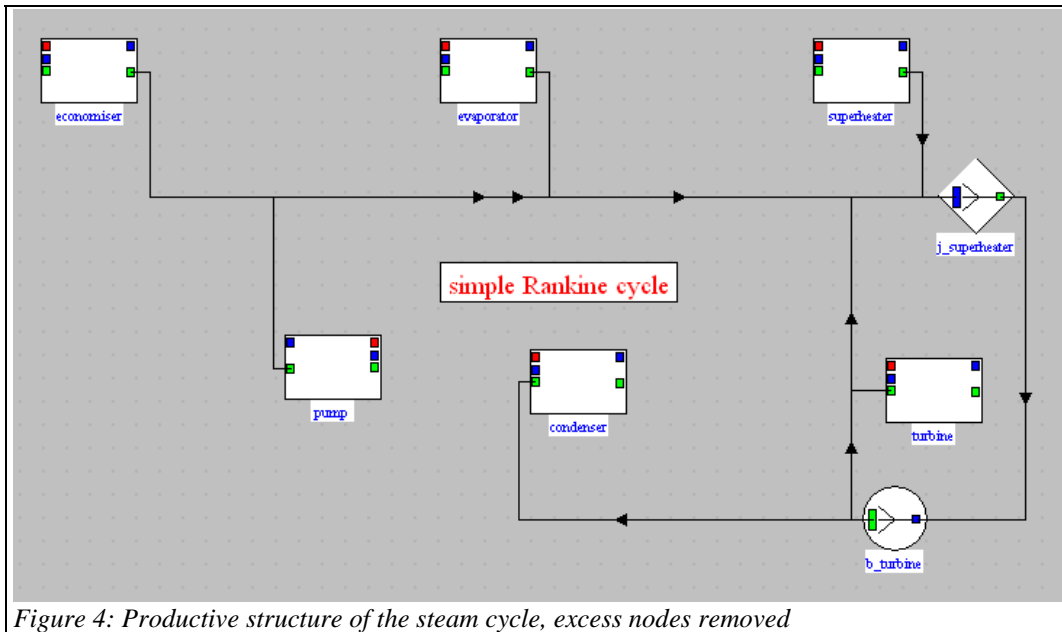 economiser
evaporator
superheater
j_superheater
simple Rankine cycle
pump
condenser
turbine
b_turbine
Figure 4: Productive structure of the steam cycle, excess nodes removed